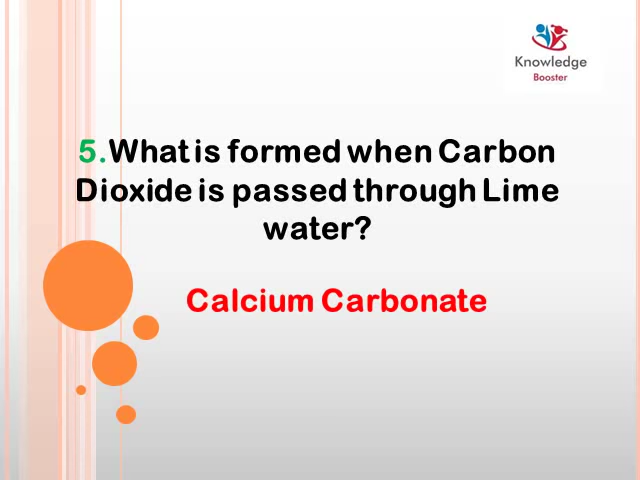 Knowledge
Booster
5.What is formed when Carbon
Dioxide is passed through Lime
water?
Calcium Carbonate